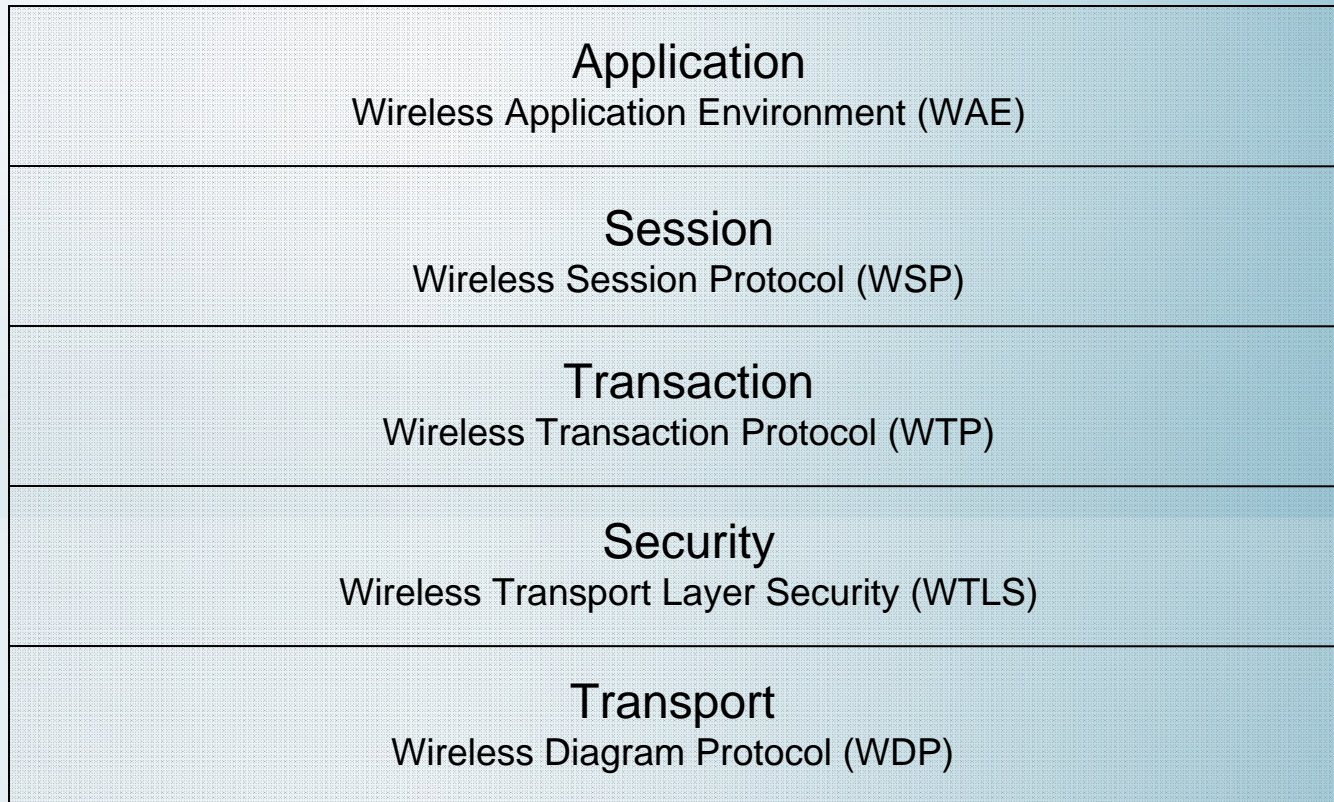 Application
Wireless Application Environment (WAE)
Session
Wireless Session Protocol (WSP)
Transaction
Wireless Transaction Protocol (WTP)
Security
Wireless Transport Layer Security (WTLS)
Transport
Wireless Diagram Protocol (WDP)